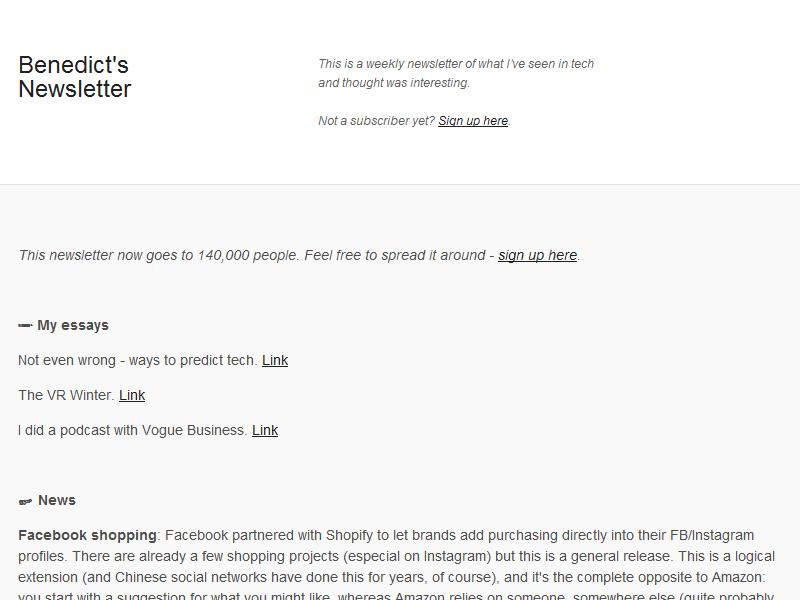 Benedict's
Newsletter
This is a weekly newsletter of what I've seen in tech
and thought was interesting.
Not a subscriber yet? Sign up here.
This newsletter now goes to 140,000 people. Feel free to spread it around - sign up here.
My essays
Not even wrong - ways to predict tech. Link
The VR Winter. Link
I did a podcast with Vogue Business. Link
News
Facebook shopping: Facebook partnered with Shopify to let brands add purchasing directly into their FB/Instagram
profiles. There are already a few shopping projects (especial on Instagram) but this is a general release. This is a logical
extension (and Chinese social networks have done this for years, of course), and it's the complete opposite to Amazon:
you start with a suggestion for what you might like, whereas Amazon relies on someone, somewhere else (quite probably